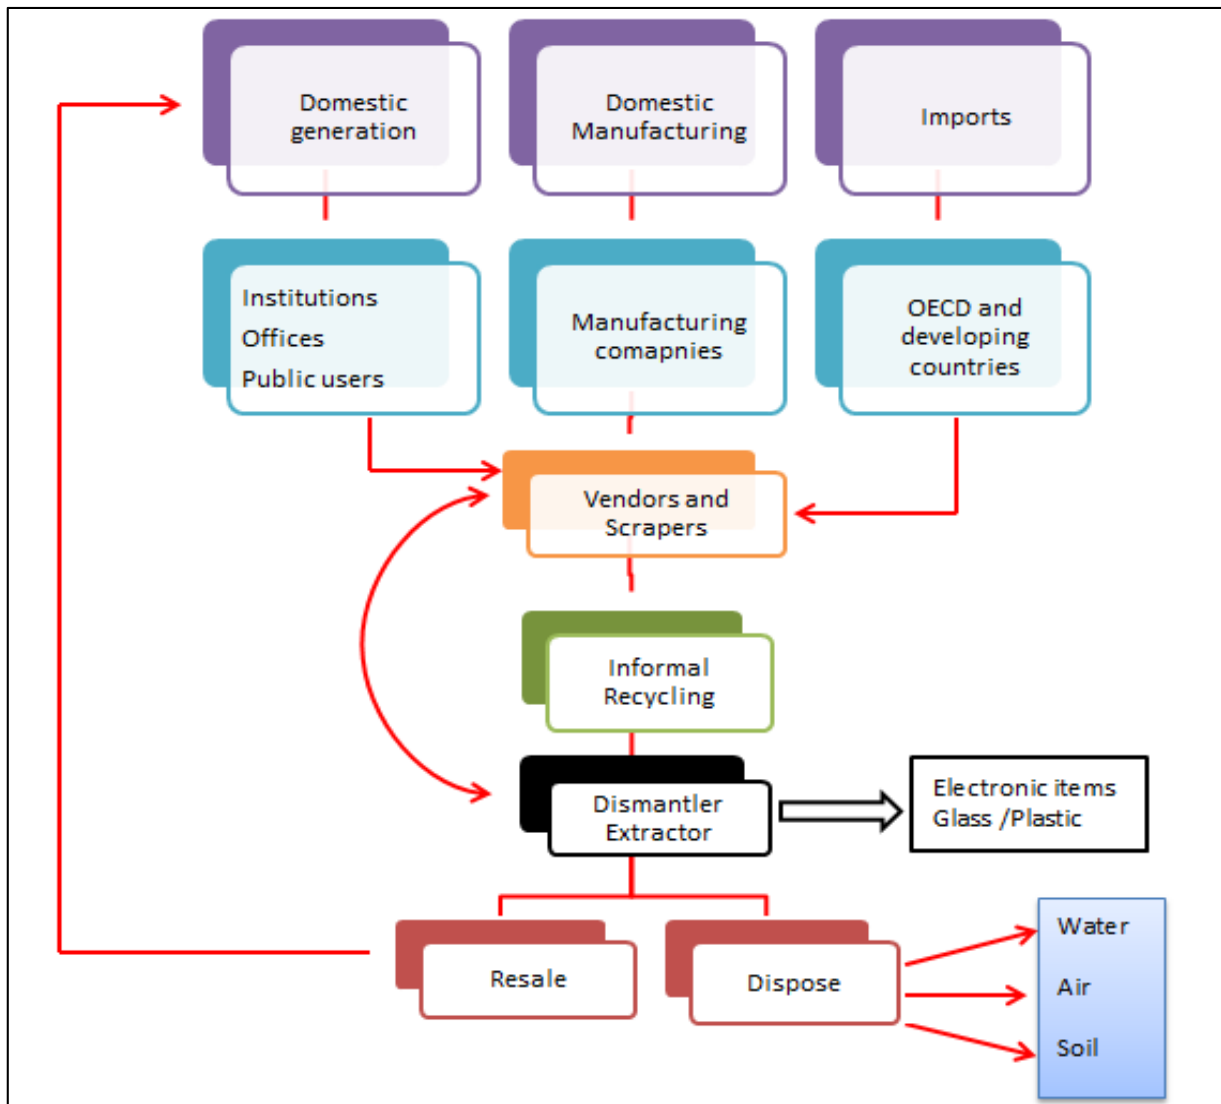 Domestic
generation
Domestic
Manufacturing
Imports
Institutions
Offices
Public users
Manufacturing
comapnies
OECD and
developing
countries
Vendors and
Scrapers
Informal
Recycling
Dismantler
Extractor
Electronic items
Glass /Plastic
Resale
Dispose
Water
Air
Soil